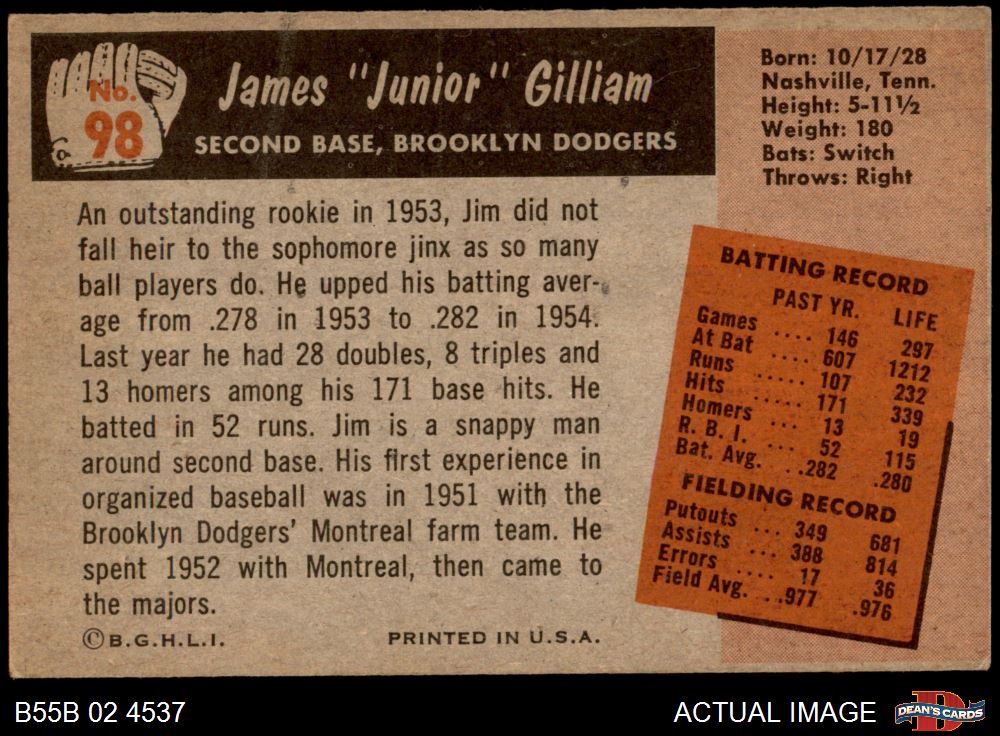 No.
98
James "Junior" Gilliam
SECOND BASE, BROOKLYN DODGERS
Born: 10/17/28
Nashville, Tenn.
Height: 5-11½
Weight: 180
Bats: Switch
Throws: Right
An outstanding rookie in 1953, Jim did not
fall heir to the sophomore jinx as so many
ball players do. He upped his batting aver-
age from .278 in 1953 to .282 in 1954.
Last year he had 28 doubles, 8 triples and
13 homers among his 171 base hits. He
batted in 52 runs. Jim is a snappy man
around second base. His first experience in
organized baseball was in 1951 with the
Brooklyn Dodgers' Montreal farm team. He
spent 1952 with Montreal, then came to
the majors.
©B.G.H.L.I. PRINTED IN U.S.A.
BATTING RECORD
PAST YR. LIFE
Games .... 146 297
At Bat .... 607 1212
Runs ..... 107 232
Hits ..... 171 339
Homers .... 13 19
R. B. I. ... 52 115
Bat. Avg. ..282 .280
FIELDING RECORD
Putouts ... 349 681
Assists ... 388 814
Errors .... 17 36
Field Avg. ..977 .976
B55B 02 4537
ACTUAL IMAGE
D
DEAN'S CARDS